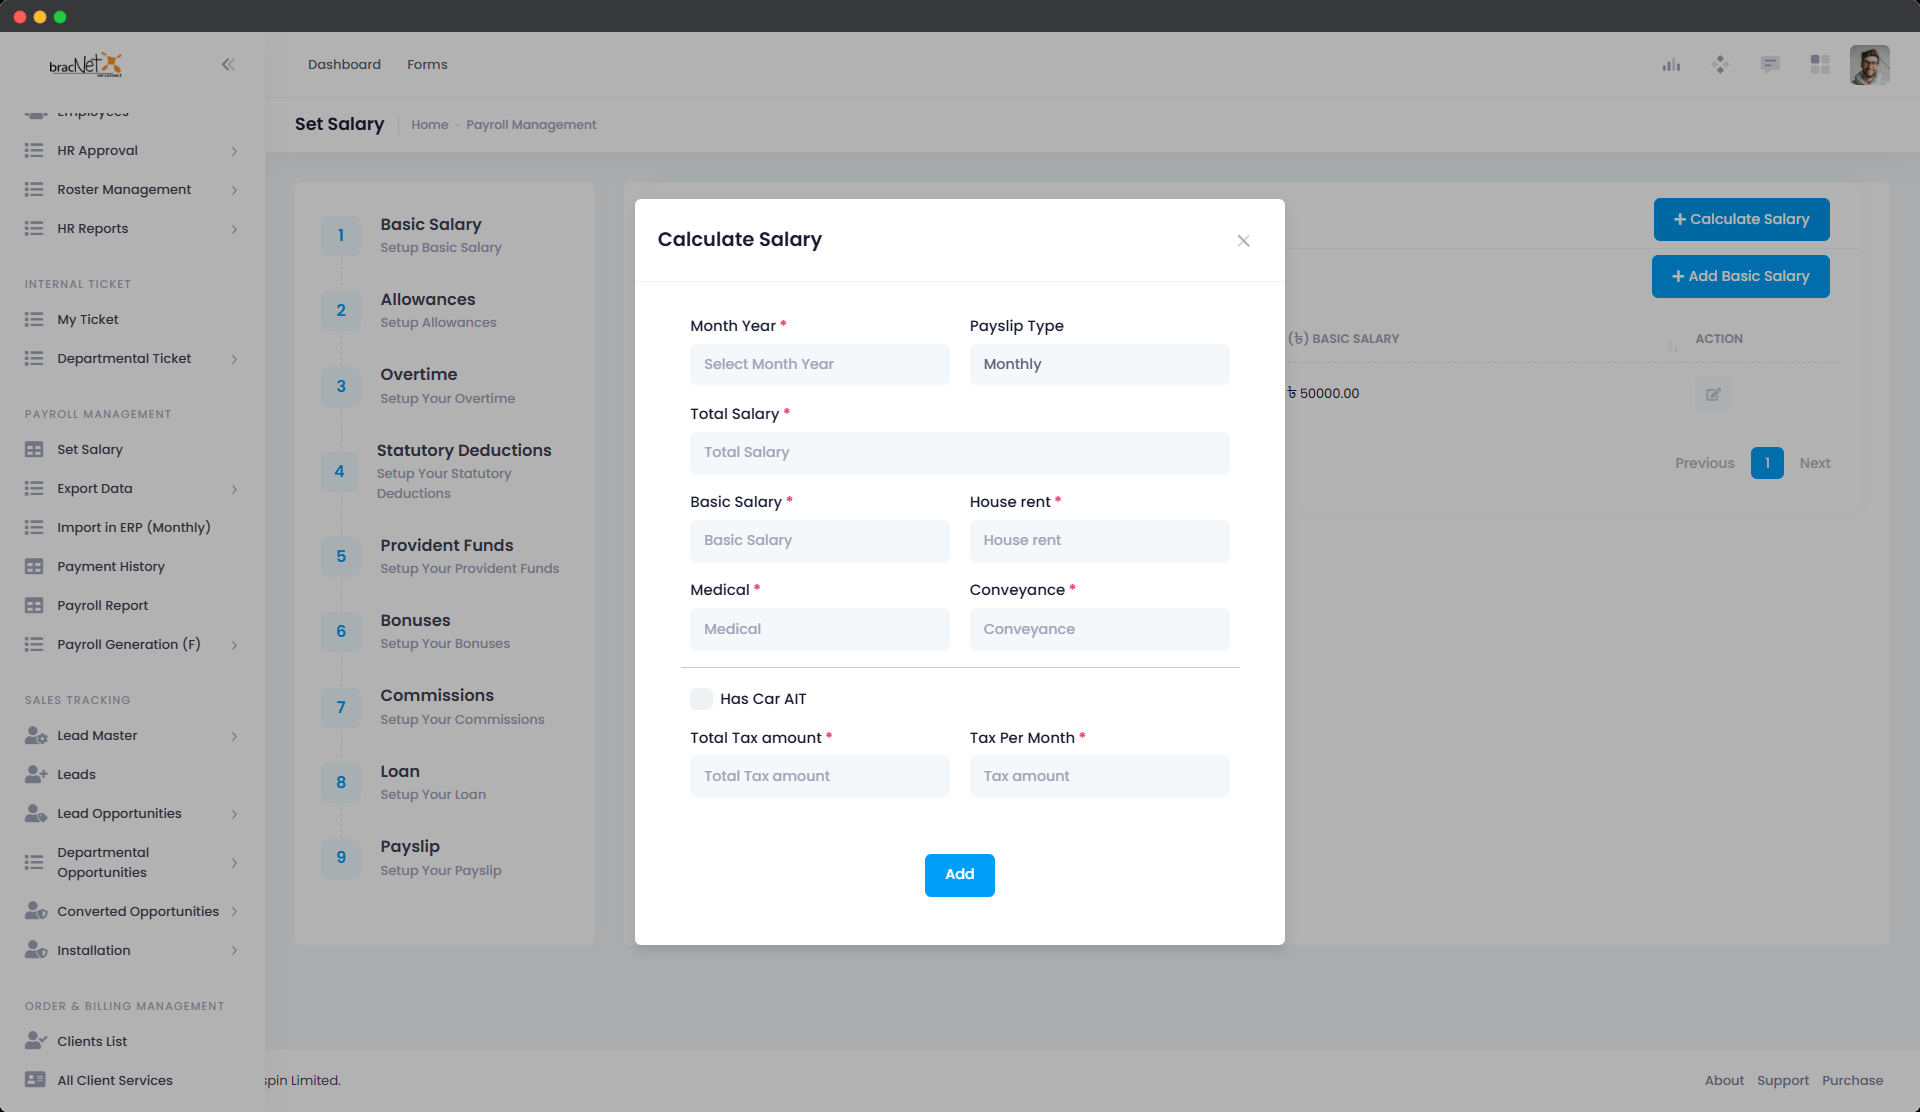 bracNet
Dashboard
Forms
Employees
HR Approval
Roster Management
HR Reports
INTERNAL TICKET
My Ticket
Departmental Ticket
PAYROLL MANAGEMENT
Set Salary
Export Data
Import in ERP (Monthly)
Payment History
Payroll Report
Payroll Generation (F)
SALES TRACKING
Lead Master
Leads
Lead Opportunities
Departmental
Opportunities
Converted Opportunities
Installation
ORDER & BILLING MANAGEMENT
Clients List
All Client Services
Set Salary
Home - Payroll Management
1
Basic Salary
Setup Basic Salary
2
Allowances
Setup Allowances
3
Overtime
Setup Your Overtime
4
Statutory Deductions
Setup Your Statutory
Deductions
5
Provident Funds
Setup Your Provident Funds
6
Bonuses
Setup Your Bonuses
7
Commissions
Setup Your Commissions
8
Loan
Setup Your Loan
9
Payslip
Setup Your Payslip
Calculate Salary
Month Year *
Select Month Year
Payslip Type
Monthly
Total Salary *
Total Salary
Basic Salary *
Basic Salary
House rent *
House rent
Medical *
Medical
Conveyance *
Conveyance
Has Car AIT
Total Tax amount *
Total Tax amount
Tax Per Month *
Tax amount
Add
+ Calculate Salary
+ Add Basic Salary
(৳) BASIC SALARY
ACTION
৳ 50000.00
Previous
1
Next
spin Limited.
About
Support
Purchase